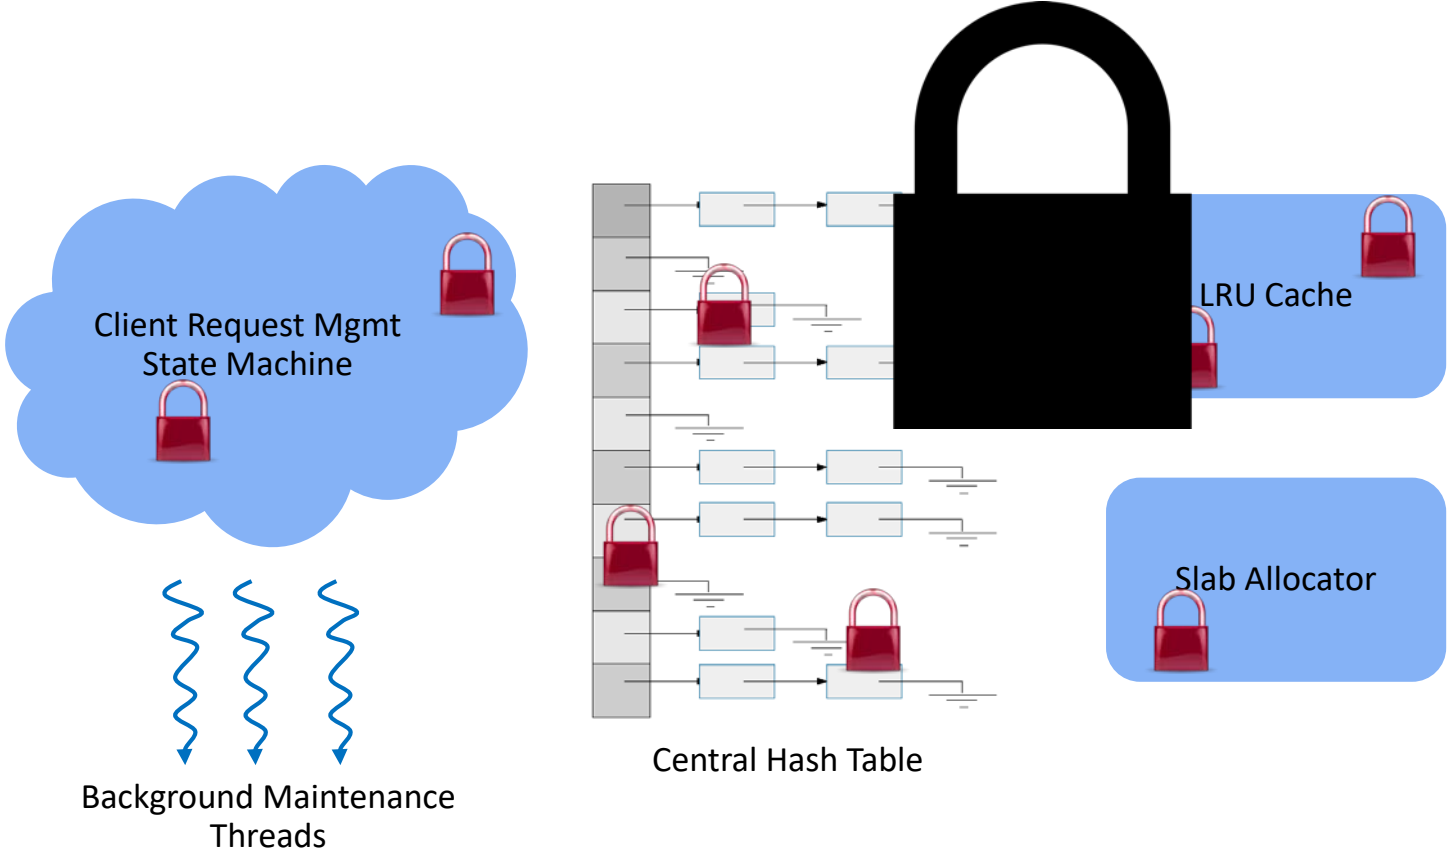 Client Request Mgmt
State Machine
LRU Cache
Slab Allocator
Central Hash Table
Background Maintenance
Threads